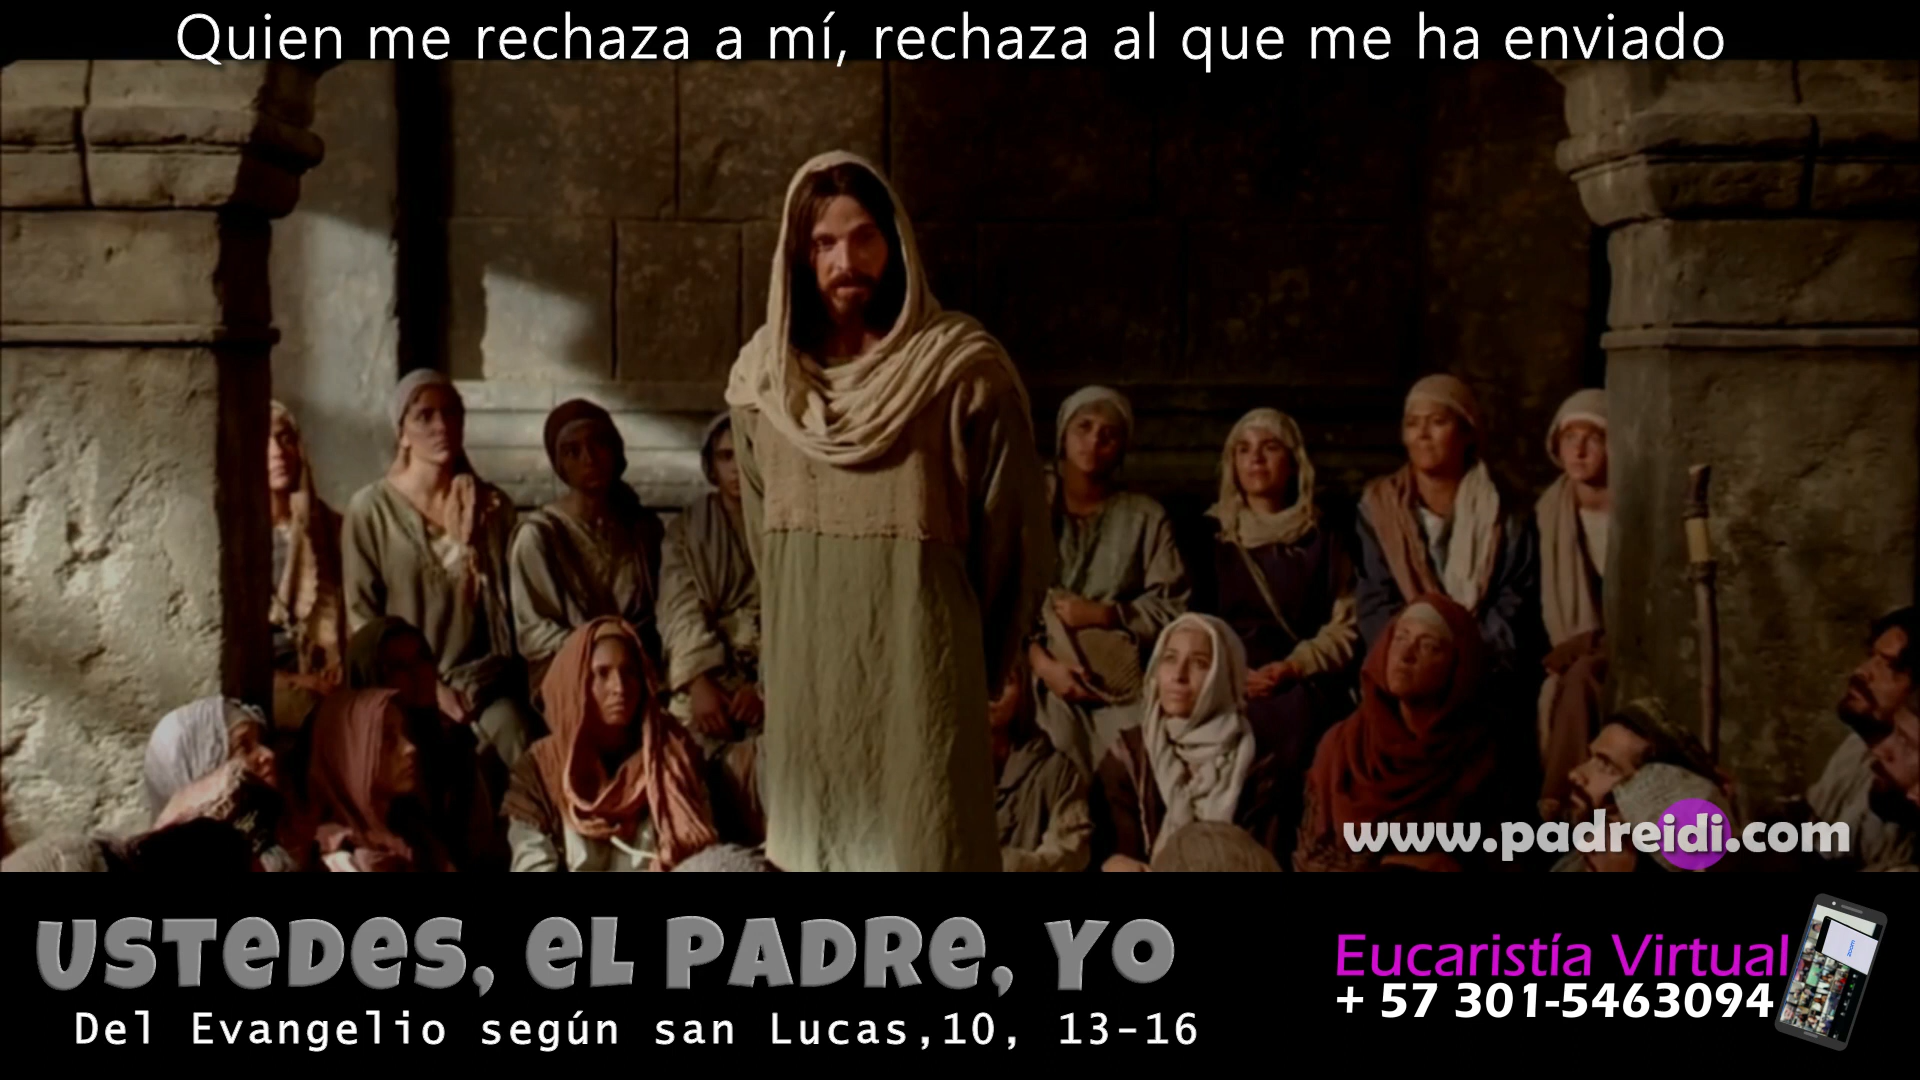 Quien me rechaza a mí, rechaza al que me ha enviado
www.padreidi.com
USTEDES, EL PADRE, YO
Del Evangelio según san Lucas,10, 13-16
Eucaristía Virtual
+ 57 301-5463094
zoom